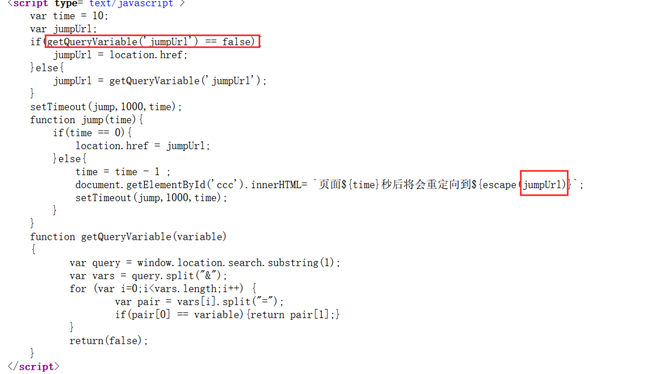 <script type= text/javascript >
var time = 10;
var jumpUrl;
if(getQueryVariable('jumpUrl') == false)
jumpUrl = location.href;
}else{
jumpUrl = getQueryVariable('jumpUrl');
}
setTimeout(jump,1000,time);
function jump(time){
if(time == 0){
location.href = jumpUrl;
}else{
time = time - 1 ;
document.getElementById('ccc').innerHTML= `页面${time}秒后将会重定向到${escape(jumpUrl)}`;
setTimeout(jump,1000,time);
}
}
function getQueryVariable(variable)
{
var query = window.location.search.substring(1);
var vars = query.split("&");
for (var i=0;i<vars.length;i++) {
var pair = vars[i].split("=");
if(pair[0] == variable){return pair[1];}
}
return(false);
}
</script>